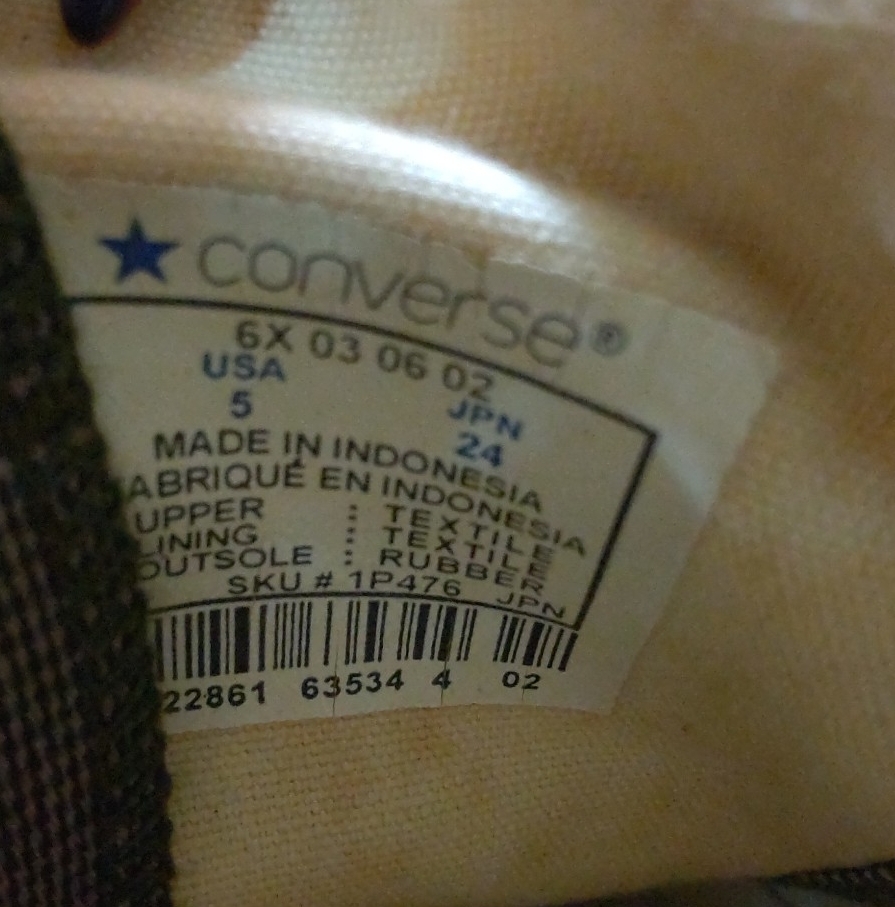 converse®
6X 03 06 02
USA JPN
5 24
MADE IN INDONESIA
ABRIQUÉ EN INDONESIA
UPPER : TEXTILE
LINING : TEXTILE
OUTSOLE : RUBBER
SKU # 1P476 JPN
22861 63534 4 02